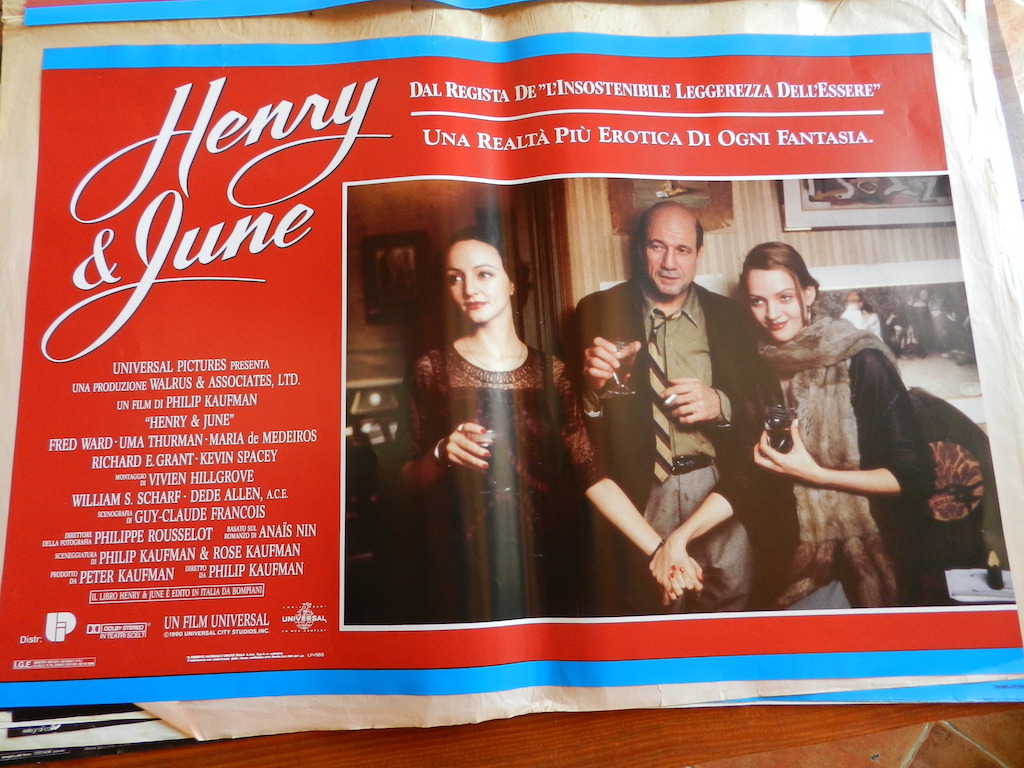 Henry
& June
DAL REGISTA DE "L'INSOSTENIBILE LEGGEREZZA DELL'ESSERE"
UNA REALTÀ PIÙ EROTICA DI OGNI FANTASIA.
UNIVERSAL PICTURES PRESENTA
UNA PRODUZIONE WALRUS & ASSOCIATES, LTD.
UN FILM DI PHILIP KAUFMAN
"HENRY & JUNE"
FRED WARD · UMA THURMAN · MARIA de MEDEIROS
RICHARD E. GRANT · KEVIN SPACEY
MONTAGGIO DI VIVIEN HILLGROVE
WILLIAM S. SCHARF · DEDE ALLEN, A.C.E.
SCENOGRAFIA DI GUY-CLAUDE FRANCOIS
DIRETTORE DELLA FOTOGRAFIA PHILIPPE ROUSSELOT BASATO SUL ROMANZO DI ANAÏS NIN
SCENEGGIATURA DI PHILIP KAUFMAN & ROSE KAUFMAN
PRODOTTO DA PETER KAUFMAN DIRETTO DA PHILIP KAUFMAN
IL LIBRO HENRY & JUNE È EDITO IN ITALIA DA BOMPIANI
Distr:
DOLBY STEREO
IN TEATRI SCELTI
UN FILM UNIVERSAL
©1990 UNIVERSAL CITY STUDIOS, INC.
UNIVERSAL
I.G.E.